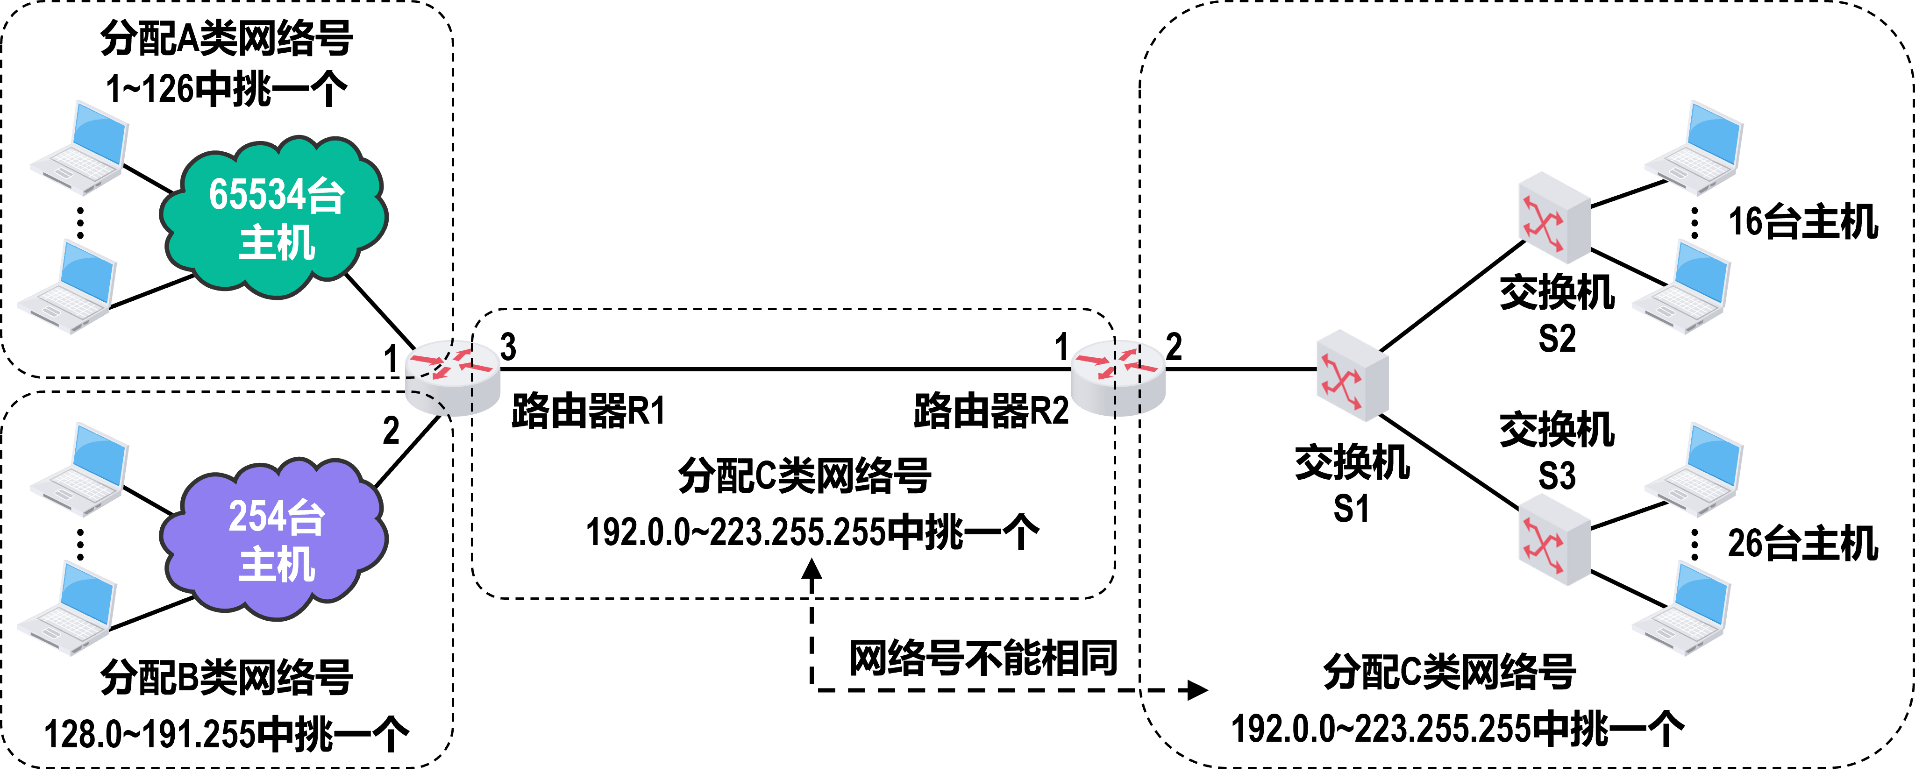 分配A类网络号
1~126中挑一个
65534台
主机
1
2
3
路由器R1
254台
主机
分配B类网络号
128.0~191.255中挑一个
分配C类网络号
192.0.0~223.255.255中挑一个
1
2
路由器R2
网络号不能相同
交换机
S1
交换机
S2
16台主机
交换机
S3
26台主机
分配C类网络号
192.0.0~223.255.255中挑一个